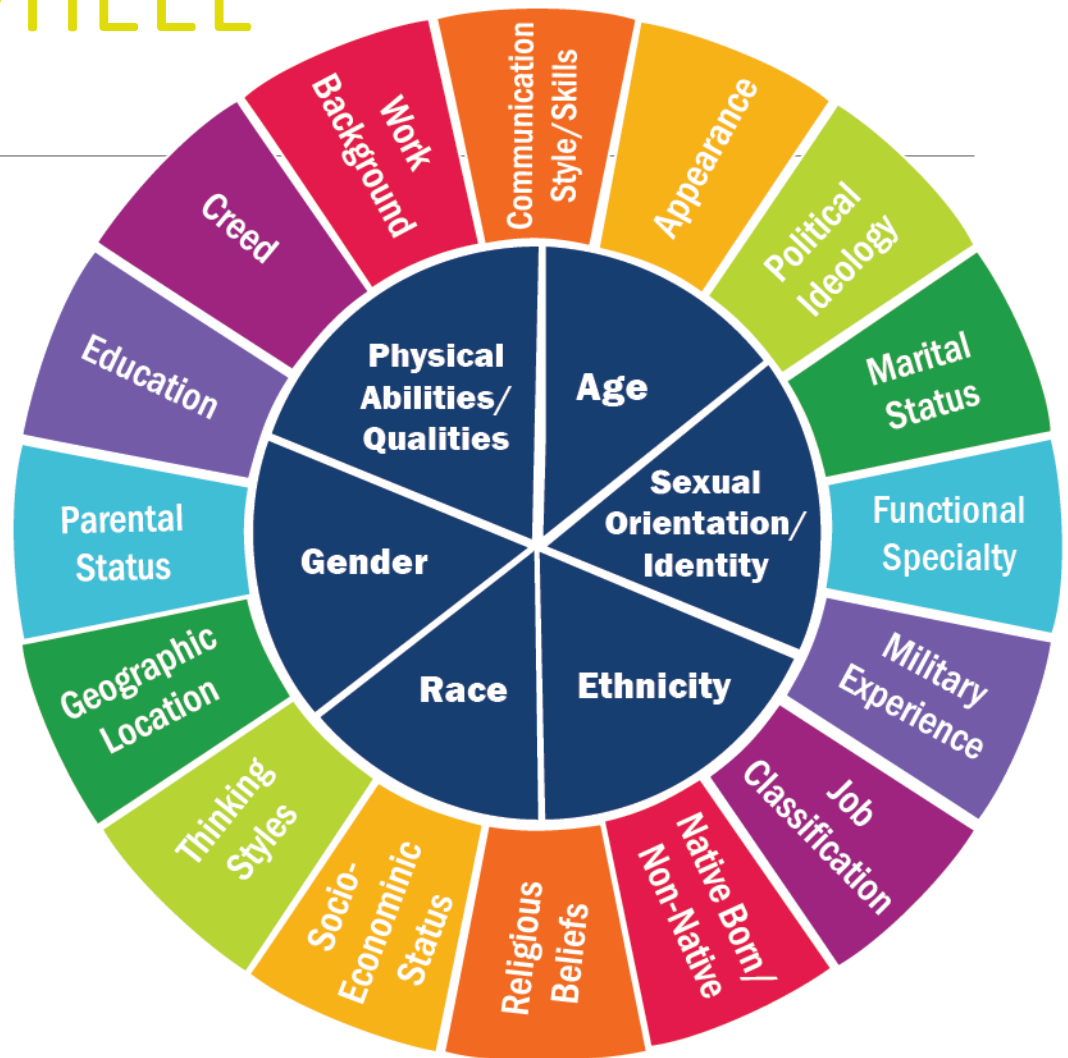 Communication
Style/Skills
Appearance
Political
Ideology
Marital
Status
Functional
Specialty
Military
Experience
Job
Classification
Native Born/
Non-Native
Religious
Beliefs
Socio-
Economic
Status
Thinking
Styles
Geographic
Location
Parental
Status
Education
Creed
Work
Background
Physical
Abilities/
Qualities
Age
Sexual
Orientation/
Identity
Ethnicity
Race
Gender